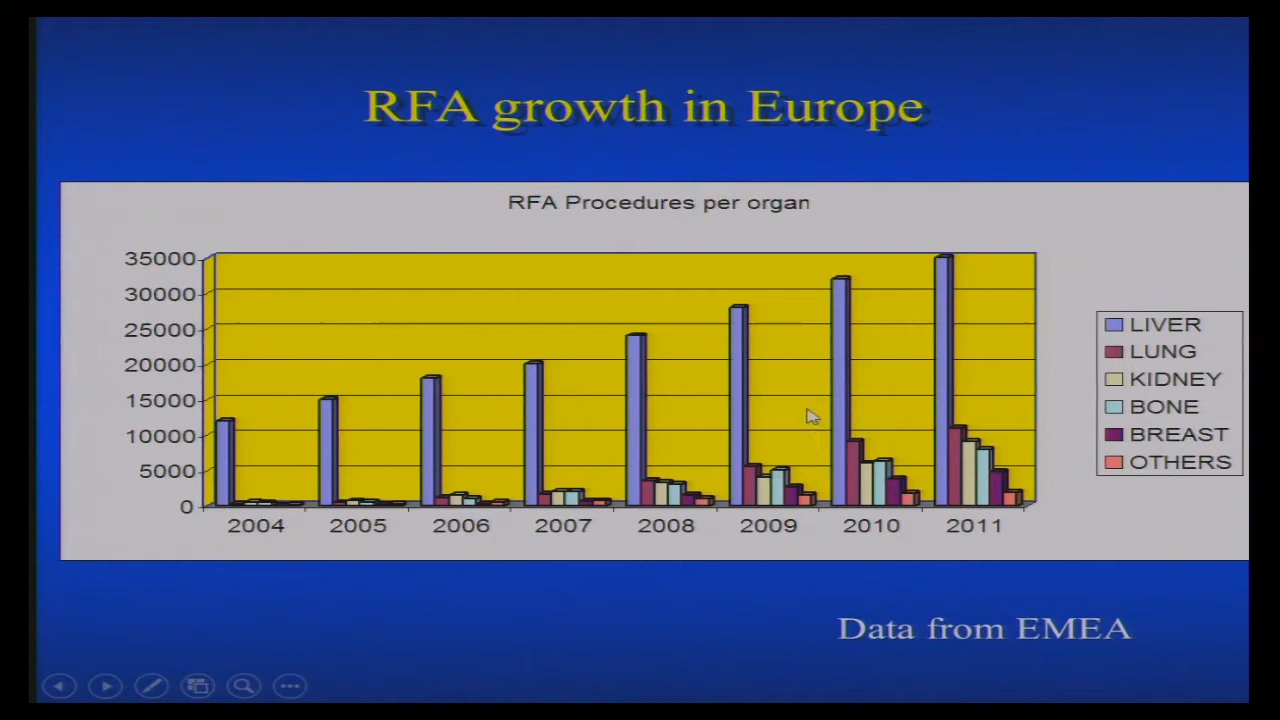 RFA growth in Europe
RFA Procedures per organ
35000
30000
25000
20000
15000
10000
5000
0
2004 2005 2006 2007 2008 2009 2010 2011
LIVER
LUNG
KIDNEY
BONE
BREAST
OTHERS
Data from EMEA